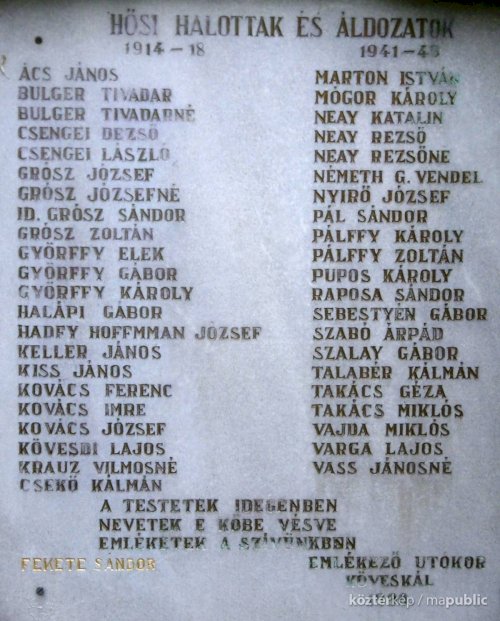 HŐSI HALOTTAK ÉS ÁLDOZATOK
1914-18 1941-45
ÁCS JÁNOS
BULGER TIVADAR
BULGER TIVADARNÉ
CSENGEI DEZSŐ
CSENGEI LÁSZLÓ
GRÓSZ JÓZSEF
GRÓSZ JÓZSEFNÉ
ID. GRÓSZ SÁNDOR
GRÓSZ ZOLTÁN
GYÖRFFY ELEK
GYÖRFFY GÁBOR
GYÖRFFY KÁROLY
HALÁPI GÁBOR
HADFY HOFFMMAN JÓZSEF
KELLER JÁNOS
KISS JÁNOS
KOVÁCS FERENC
KOVÁCS IMRE
KOVÁCS JÓZSEF
KÖVESDI LAJOS
KRAUZ VILMOSNÉ
CSEKŐ KÁLMÁN
MARTON ISTVÁN
MÓGOR KÁROLY
NEAY KATALIN
NEAY REZSŐ
NEAY REZSŐNE
NÉMETH G. VENDEL
NYIRŐ JÓZSEF
PÁL SÁNDOR
PÁLFFY KÁROLY
PÁLFFY ZOLTÁN
PUPOS KÁROLY
RAPOSA SÁNDOR
SEBESTYÉN GÁBOR
SZABÓ ÁRPÁD
SZALAY GÁBOR
TALABÉR KÁLMÁN
TAKÁCS GÉZA
TAKÁCS MIKLÓS
VAJDA MIKLÓS
VARGA LAJOS
VASS JÁNOSNÉ
A TESTETEK IDEGENBEN
NEVETEK E KŐBE VÉSVE
EMLÉKETEK A SZÍVÜNKBEN
FEKETE SÁNDOR
EMLÉKEZŐ UTÓKOR
KÖVESKÁL
köztérkép / mapublic